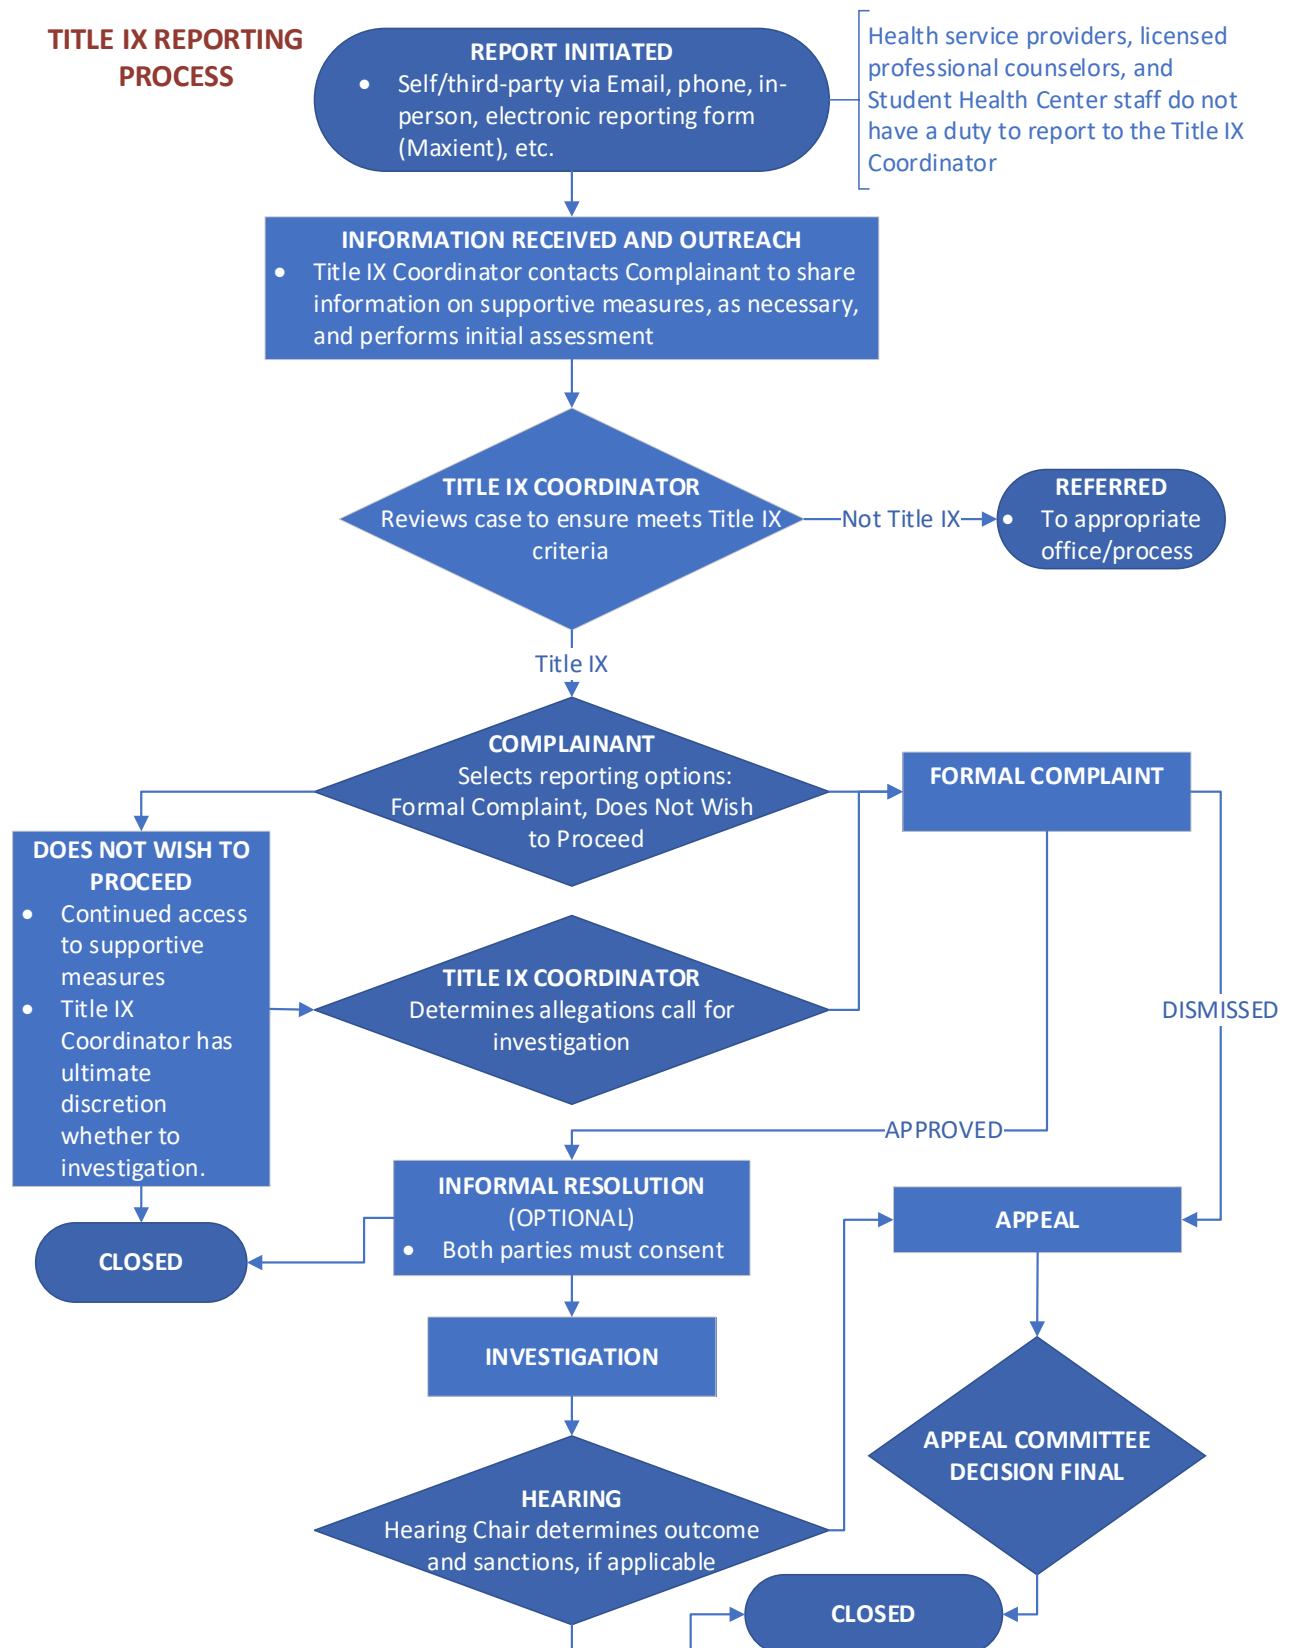 TITLE IX REPORTING
PROCESS
REPORT INITIATED
• Self/third-party via Email, phone, in-
person, electronic reporting form
(Maxient), etc.
Health service providers, licensed
professional counselors, and
Student Health Center staff do not
have a duty to report to the Title IX
Coordinator
INFORMATION RECEIVED AND OUTREACH
• Title IX Coordinator contacts Complainant to share
information on supportive measures, as necessary,
and performs initial assessment
TITLE IX COORDINATOR
Reviews case to ensure meets Title IX
criteria
Not Title IX
REFERRED
• To appropriate
office/process
Title IX
COMPLAINANT
Selects reporting options:
Formal Complaint, Does Not Wish
to Proceed
FORMAL COMPLAINT
DOES NOT WISH TO
PROCEED
• Continued access
to supportive
measures
• Title IX
Coordinator has
ultimate
discretion
whether to
investigation.
TITLE IX COORDINATOR
Determines allegations call for
investigation
DISMISSED
APPROVED
INFORMAL RESOLUTION
(OPTIONAL)
• Both parties must consent
APPEAL
CLOSED
INVESTIGATION
APPEAL COMMITTEE
DECISION FINAL
HEARING
Hearing Chair determines outcome
and sanctions, if applicable
CLOSED